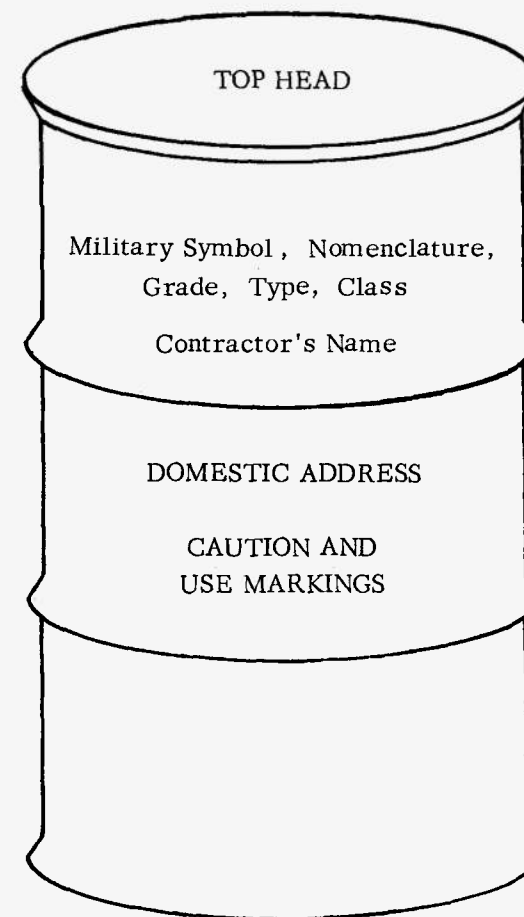 TOP HEAD
Military Symbol, Nomenclature,
Grade, Type, Class
Contractor's Name
DOMESTIC ADDRESS
CAUTION AND
USE MARKINGS